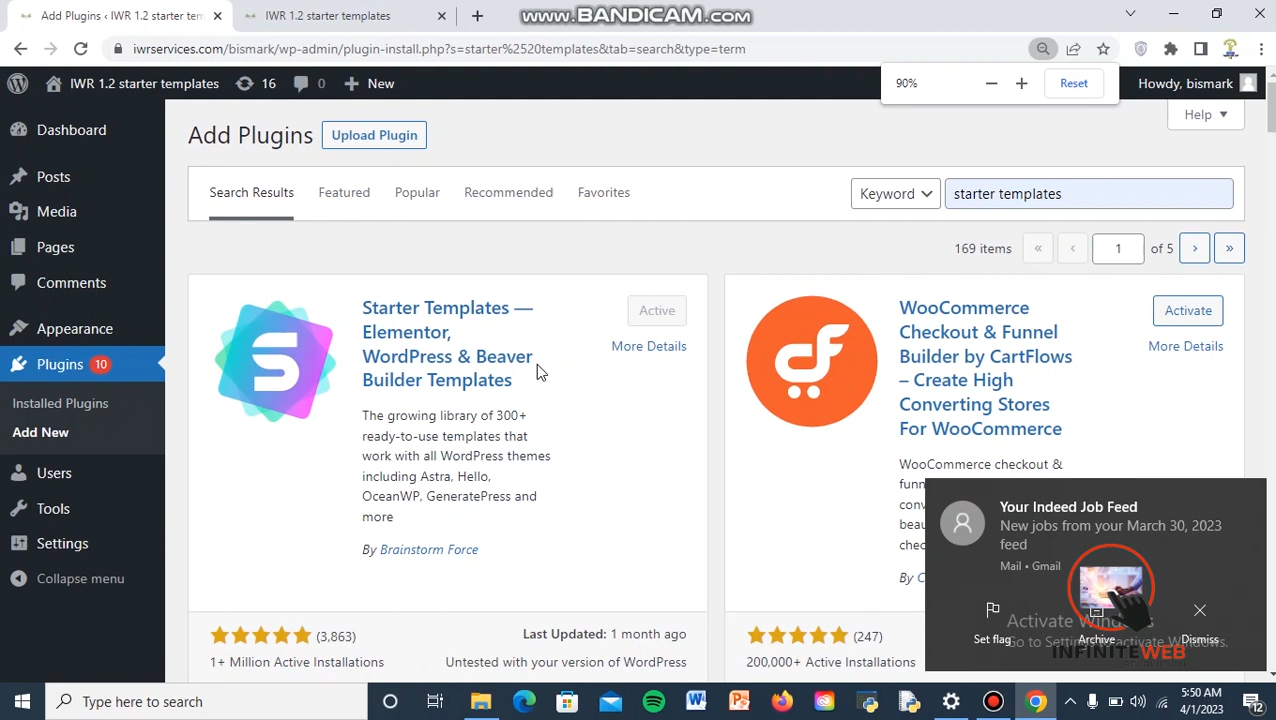 Add Plugins ‹ IWR 1.2 starter tem
IWR 1.2 starter templates
www.BANDICAM.com
iwrservices.com/bismark/wp-admin/plugin-install.php?s=starter%2520templates&tab=search&type=term
IWR 1.2 starter templates
16
0
New
90%
Reset
Howdy, bismark
Dashboard
Posts
Media
Pages
Comments
Appearance
Plugins 10
Installed Plugins
Add New
Users
Tools
Settings
Collapse menu
Add Plugins
Upload Plugin
Help
Search Results
Featured
Popular
Recommended
Favorites
Keyword
starter templates
169 items
«
‹
1
of 5
›
»
Starter Templates —
Elementor,
WordPress & Beaver
Builder Templates
Active
More Details
The growing library of 300+
ready-to-use templates that
work with all WordPress themes
including Astra, Hello,
OceanWP, GeneratePress and
more
By Brainstorm Force
(3,863)
1+ Million Active Installations
Last Updated: 1 month ago
Untested with your version of WordPress
WooCommerce
Checkout & Funnel
Builder by CartFlows
– Create High
Converting Stores
For WooCommerce
Activate
More Details
WooCommerce checkout &
By
(247)
200,000+ Active Installations
Your Indeed Job Feed
New jobs from your March 30, 2023
feed
Mail • Gmail
Set flag
Archive
Dismiss
Activate Windows
Go to Settings to activate Windows.
INFINITEWEB
Type here to search
5:50 AM
4/1/2023
12